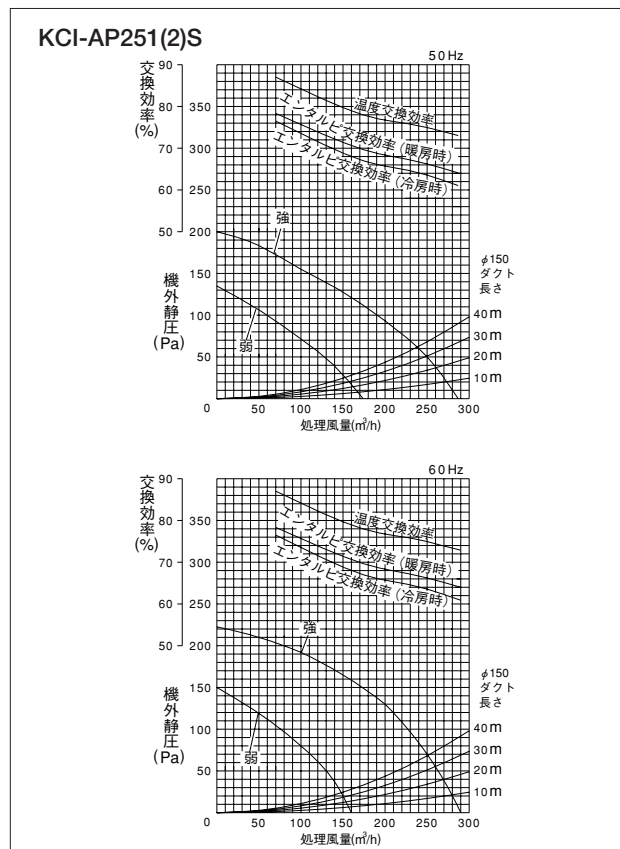 KCI-AP251(2)S
50Hz
交換効率(%)
90
80
70
60
50
350
300
250
200
150
100
50
0
機外静圧(Pa)
温度交換効率
エンタルピ交換効率(暖房時)
エンタルピ交換効率(冷房時)
強
弱
φ150
ダクト
長さ
40m
30m
20m
10m
50 100 150 200 250 300
処理風量(m³/h)
60Hz
交換効率(%)
90
80
70
60
50
350
300
250
200
150
100
50
0
機外静圧(Pa)
温度交換効率
エンタルピ交換効率(暖房時)
エンタルピ交換効率(冷房時)
強
弱
φ150
ダクト
長さ
40m
30m
20m
10m
50 100 150 200 250 300
処理風量(m³/h)